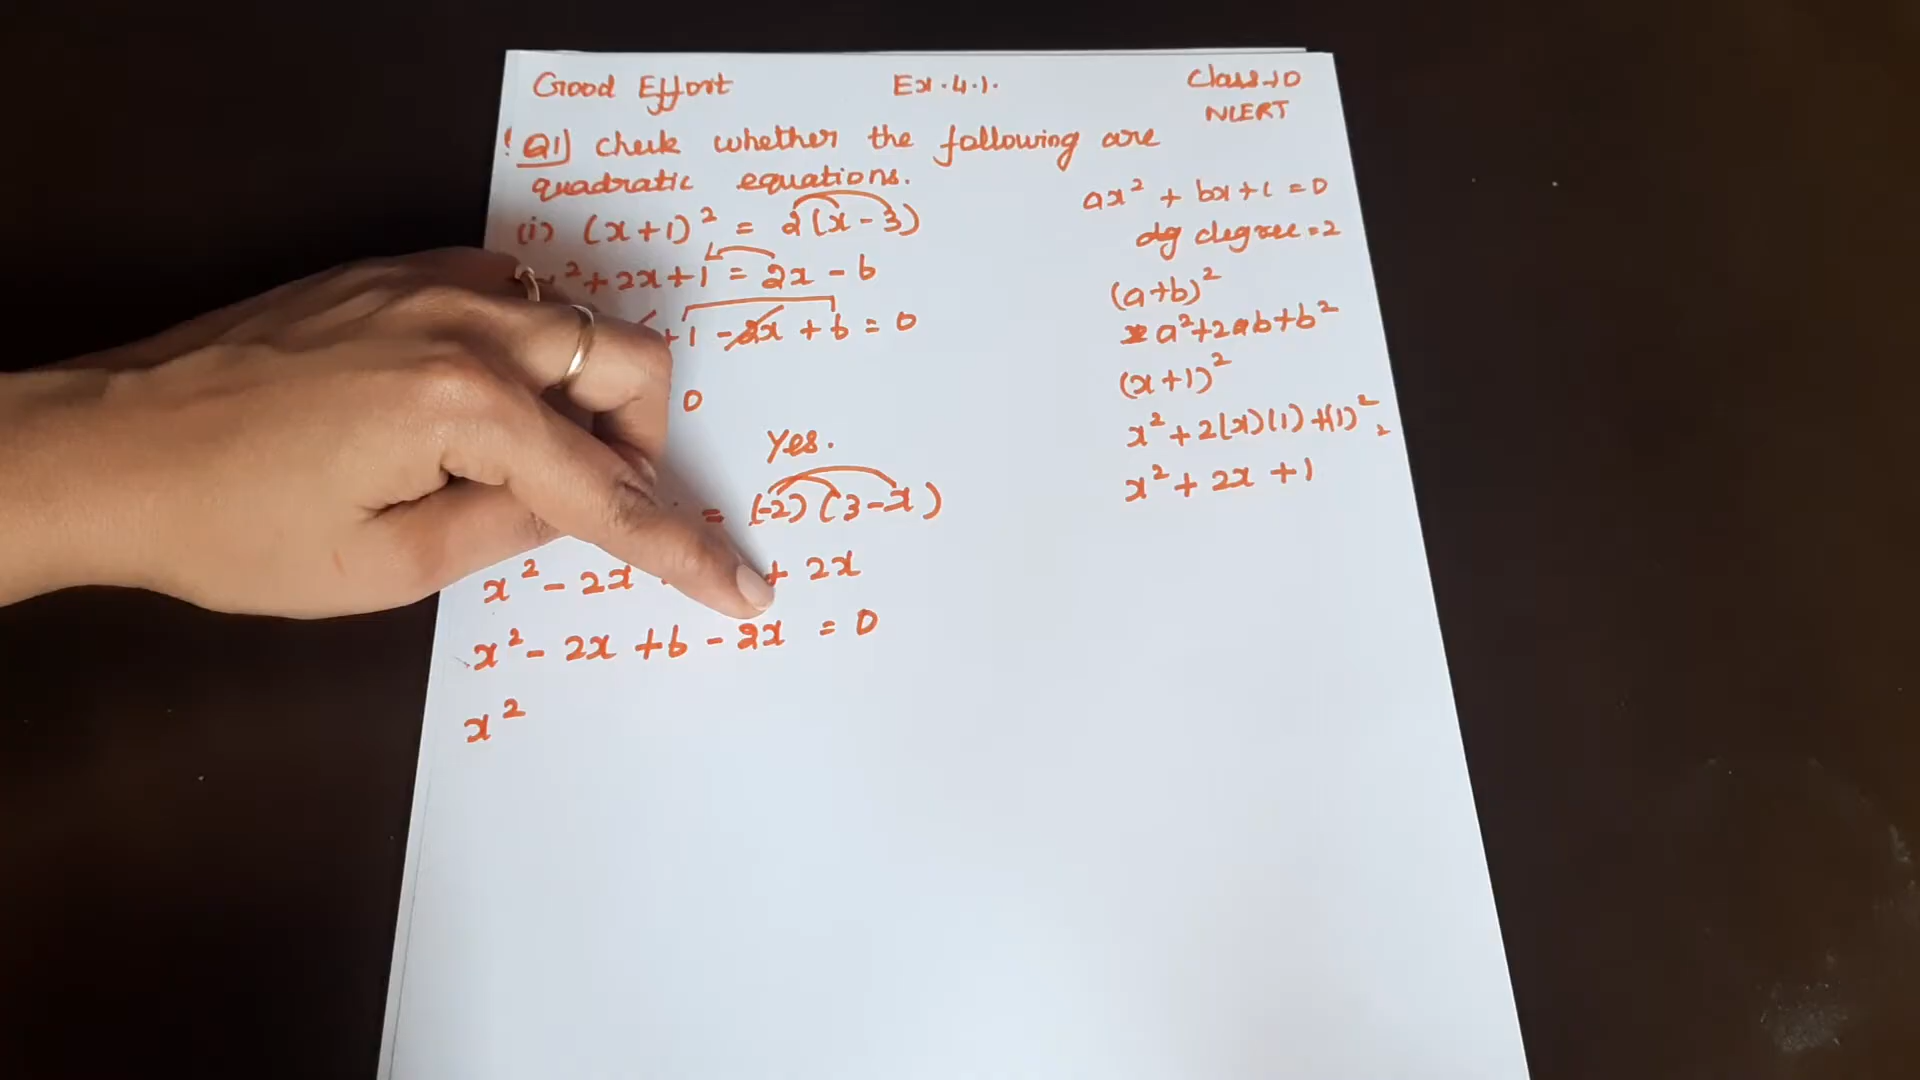 Good Effort Ex.4.1. Class→10
NCERT
Q1) check whether the following are
quadratic equations.
(i) (x+1)² = 2(x-3)
² + 2x + 1 = 2x - 6
+1 - 2x + 6 = 0
0
Yes.
= (-2) (3-x)
x² - 2x + 2x
x² - 2x + 6 - 2x = 0
x²
ax² + bx + c = 0
dg degree = 2
(a+b)²
a² + 2ab + b²
(x+1)²
x² + 2(x)(1) + (1)²
x² + 2x + 1